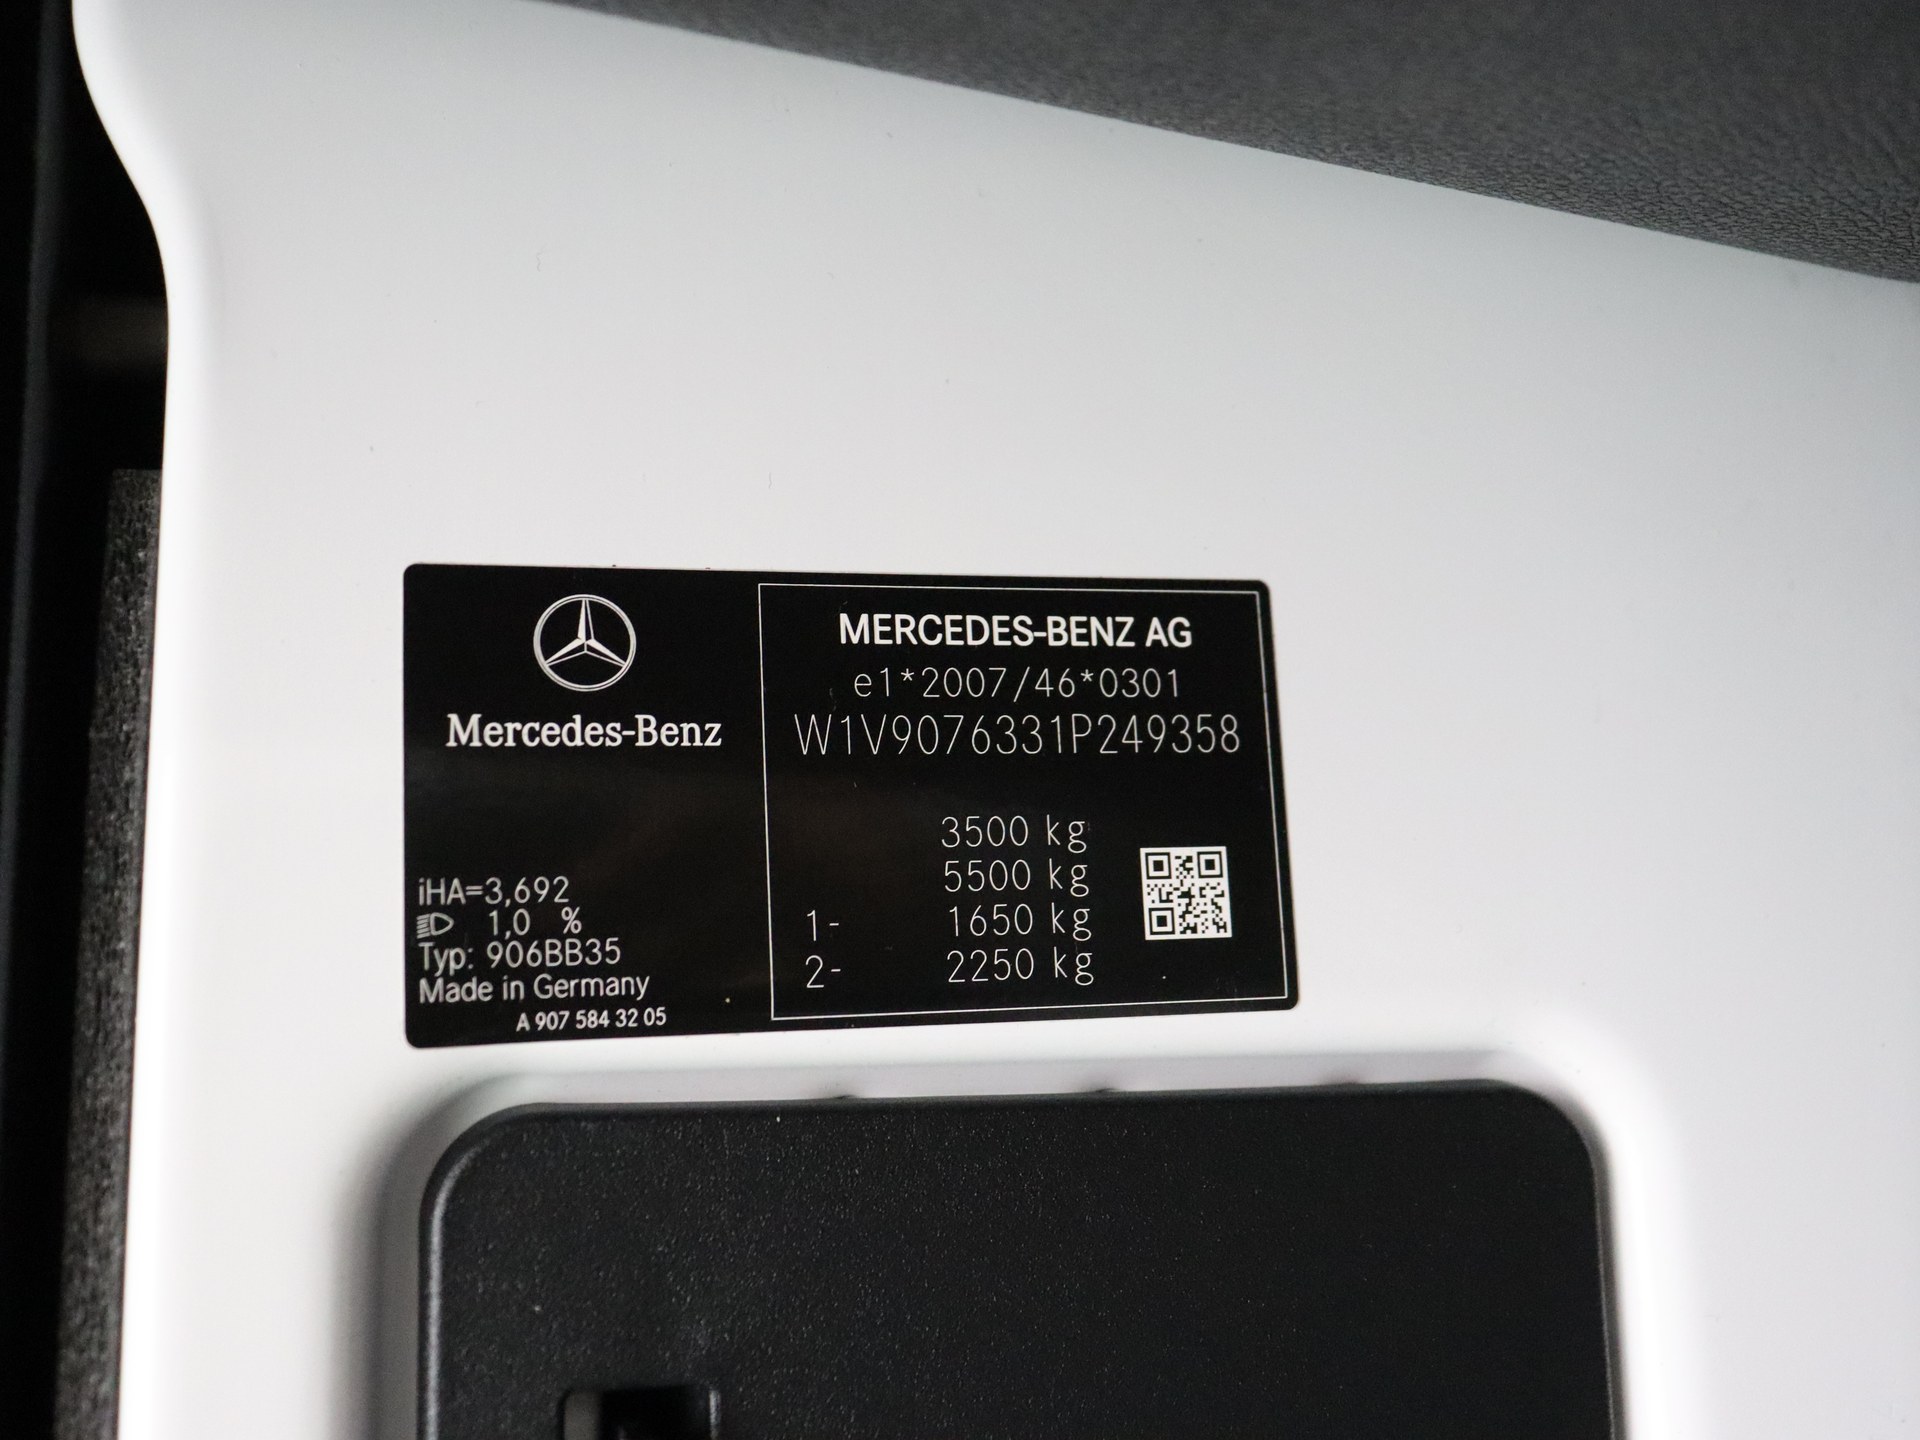 Mercedes-Benz
iHA=3,692
1,0 %
Typ: 906BB35
Made in Germany
A 907 584 32 05
MERCEDES-BENZ AG
e1*2007/46*0301
W1V9076331P249358
3500 kg
5500 kg
1- 1650 kg
2- 2250 kg